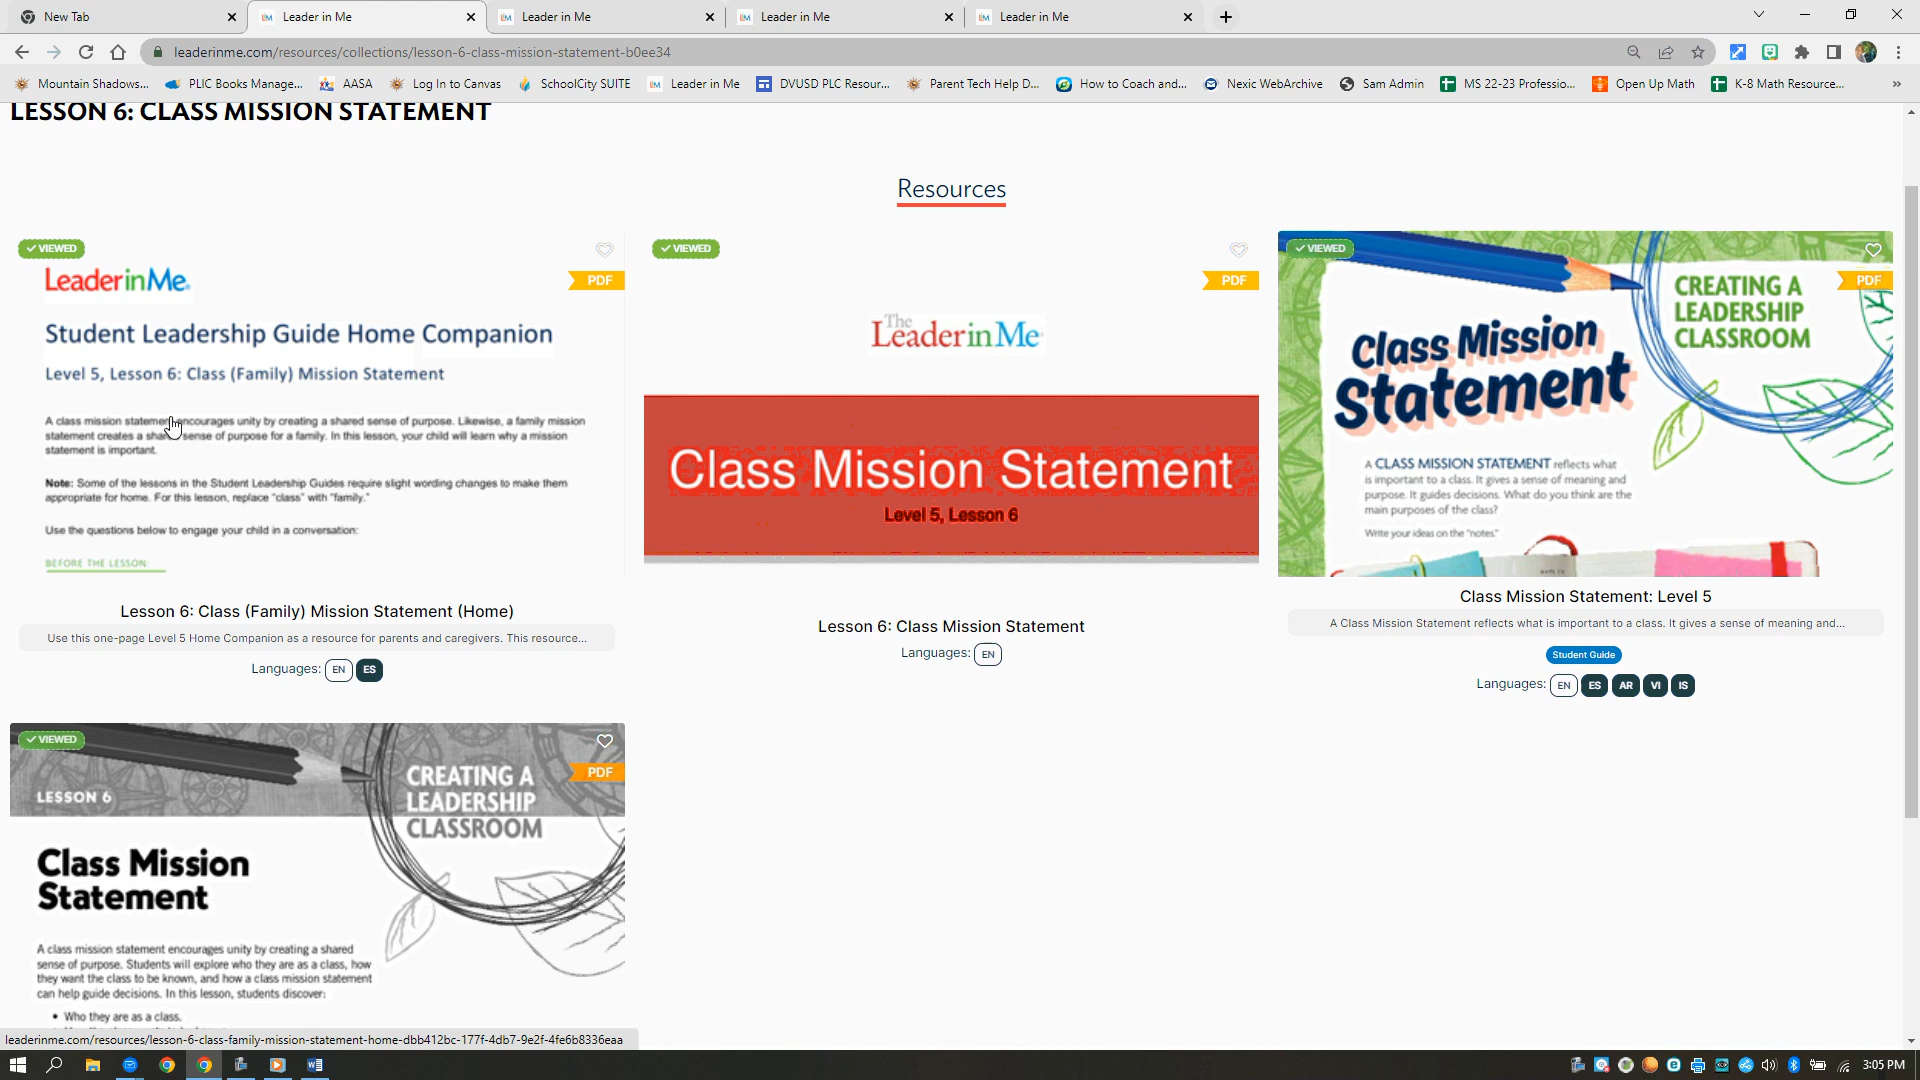 New Tab
Leader in Me
Leader in Me
Leader in Me
Leader in Me
leaderinme.com/resources/collections/lesson-6-class-mission-statement-b0ee34
Mountain Shadows...
PLIC Books Manage...
AASA
Log In to Canvas
SchoolCity SUITE
Leader in Me
DVUSD PLC Resour...
Parent Tech Help D...
How to Coach and...
Nexic WebArchive
Sam Admin
MS 22-23 Professio...
Open Up Math
K-8 Math Resource...
LESSON 6: CLASS MISSION STATEMENT
Resources
VIEWED
PDF
LeaderinMe.
Student Leadership Guide Home Companion
Level 5, Lesson 6: Class (Family) Mission Statement
A class mission statement encourages unity by creating a shared sense of purpose. Likewise, a family mission
statement creates a shared sense of purpose for a family. In this lesson, your child will learn why a mission
statement is important.
Note: Some of the lessons in the Student Leadership Guides require slight wording changes to make them
appropriate for home. For this lesson, replace "class" with "family."
Use the questions below to engage your child in a conversation:
BEFORE THE LESSON:
Lesson 6: Class (Family) Mission Statement (Home)
Use this one-page Level 5 Home Companion as a resource for parents and caregivers. This resource...
Languages: EN ES
VIEWED
PDF
The
LeaderinMe
Class Mission Statement
Level 5, Lesson 6
Lesson 6: Class Mission Statement
Languages: EN
VIEWED
PDF
CREATING A
LEADERSHIP
CLASSROOM
Class Mission
Statement
A CLASS MISSION STATEMENT reflects what
is important to a class. It gives a sense of meaning and
purpose. It guides decisions. What do you think are the
main purposes of the class?
Write your ideas on the "notes."
Class Mission Statement: Level 5
A Class Mission Statement reflects what is important to a class. It gives a sense of meaning and...
Student Guide
Languages: EN ES AR VI IS
VIEWED
PDF
LESSON 6
CREATING A
LEADERSHIP
CLASSROOM
Class Mission
Statement
A class mission statement encourages unity by creating a shared
sense of purpose. Students will explore who they are as a class, how
they want the class to be known, and how a class mission statement
can help guide decisions. In this lesson, students discover:
• Who they are as a class.
leaderinme.com/resources/lesson-6-class-family-mission-statement-home-dbb412bc-177f-4db7-9e2f-4fe6b8336eaa
3:05 PM